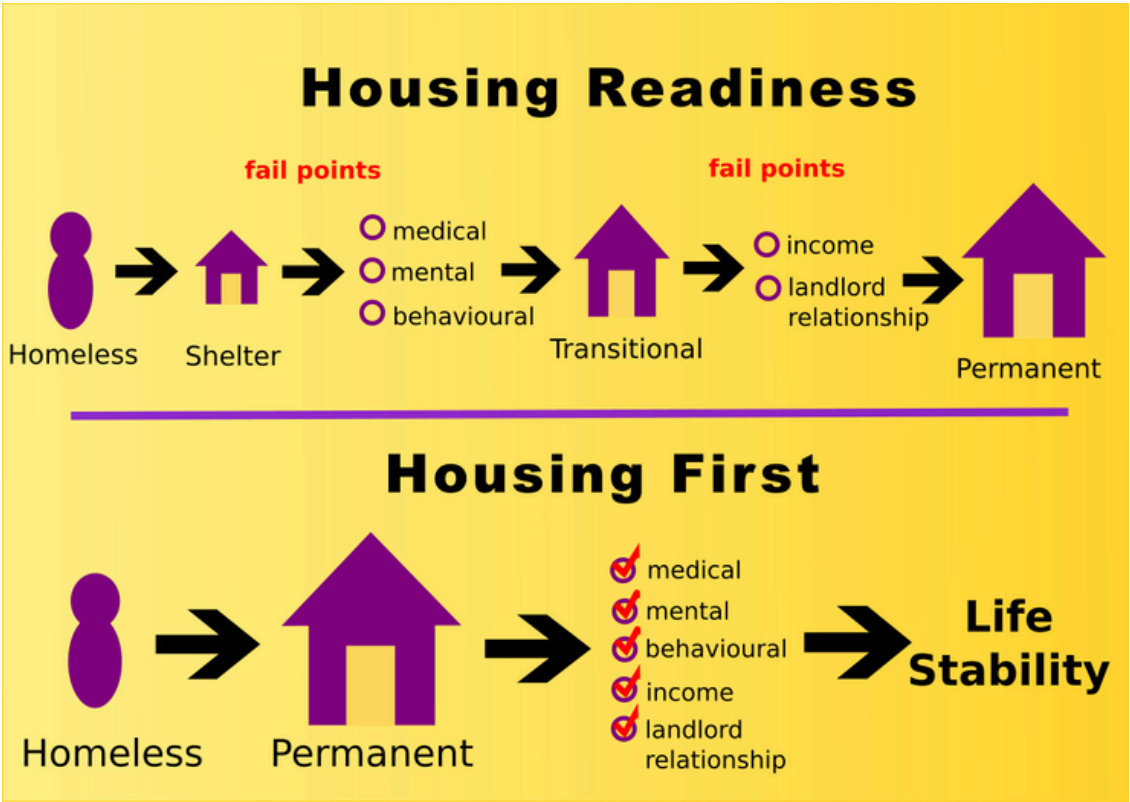 Housing Readiness
fail points
fail points
medical
mental
behavioural
income
landlord
relationship
Homeless
Shelter
Transitional
Permanent
Housing First
medical
mental
behavioural
income
landlord
relationship
Life
Stability
Homeless
Permanent